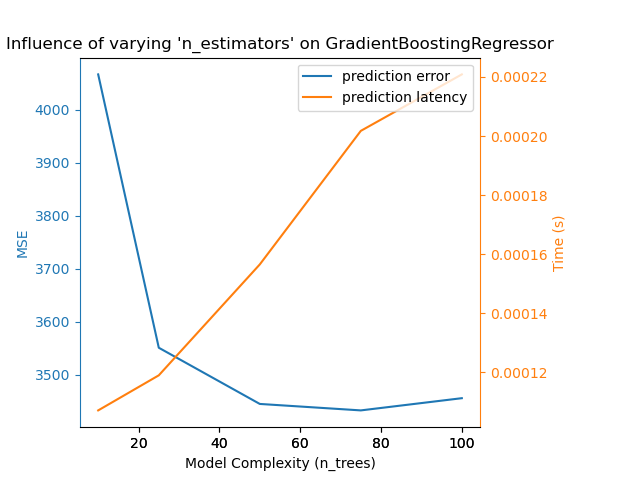 Influence of varying 'n_estimators' on GradientBoostingRegressor
prediction error
prediction latency
4000
3900
3800
3700
3600
3500
MSE
0.00022
0.00020
0.00018
0.00016
0.00014
0.00012
Time (s)
20 40 60 80 100
Model Complexity (n_trees)